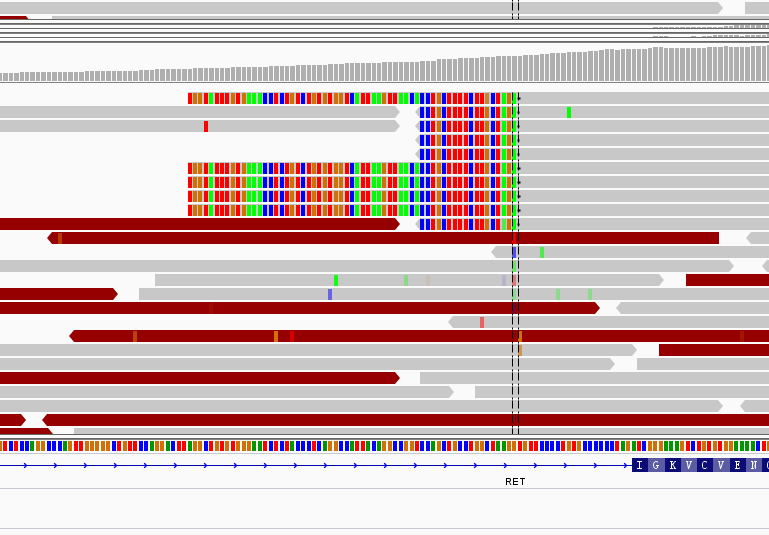 I G K V C V E N
RET